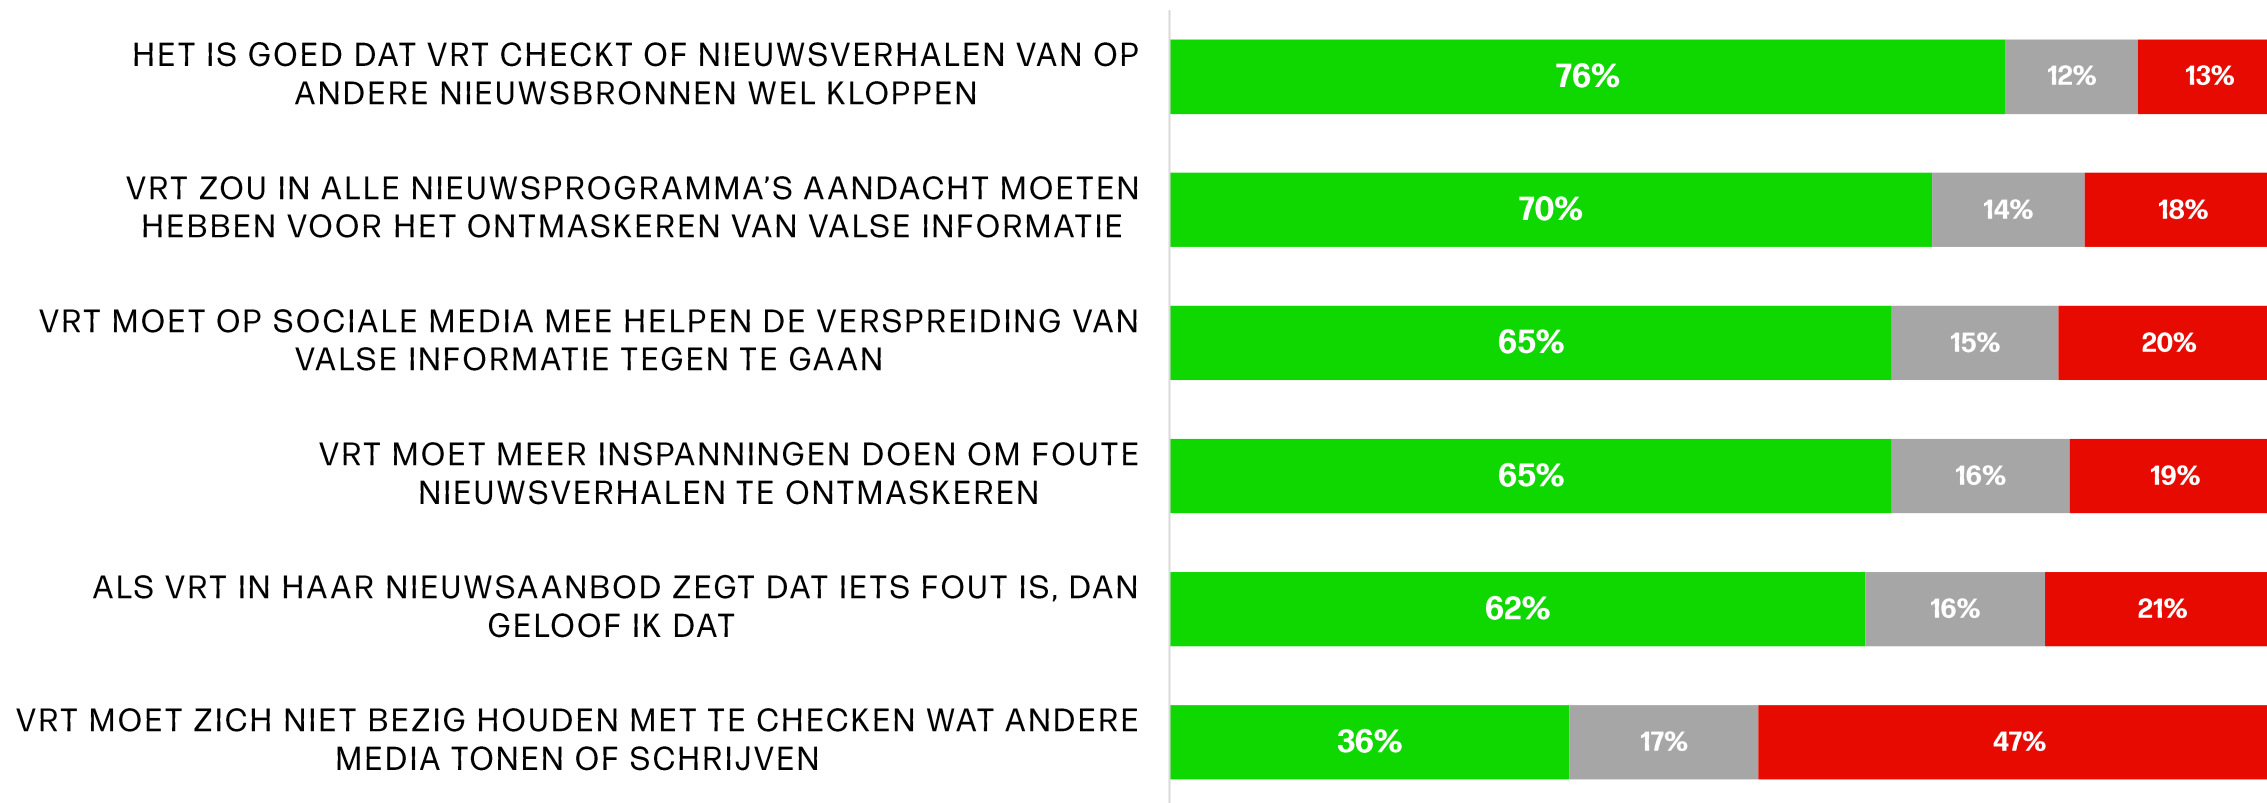 HET IS GOED DAT VRT CHECKT OF NIEUWSVERHALEN VAN OP
ANDERE NIEUWSBRONNEN WEL KLOPPEN
76% 12% 13%
VRT ZOU IN ALLE NIEUWSPROGRAMMA’S AANDACHT MOETEN
HEBBEN VOOR HET ONTMASKEREN VAN VALSE INFORMATIE
70% 14% 18%
VRT MOET OP SOCIALE MEDIA MEE HELPEN DE VERSPREIDING VAN
VALSE INFORMATIE TEGEN TE GAAN
65% 15% 20%
VRT MOET MEER INSPANNINGEN DOEN OM FOUTE
NIEUWSVERHALEN TE ONTMASKEREN
65% 16% 19%
ALS VRT IN HAAR NIEUWSAANBOD ZEGT DAT IETS FOUT IS, DAN
GELOOF IK DAT
62% 16% 21%
VRT MOET ZICH NIET BEZIG HOUDEN MET TE CHECKEN WAT ANDERE
MEDIA TONEN OF SCHRIJVEN
36% 17% 47%